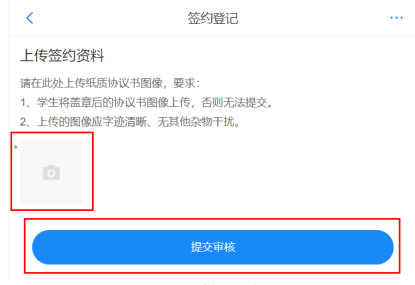 签约登记
上传签约资料
请在此处上传纸质协议书图像，要求：
1、学生将盖章后的协议书图像上传，否则无法提交。
2、上传的图像应字迹清晰、无其他杂物干扰。
*
提交审核